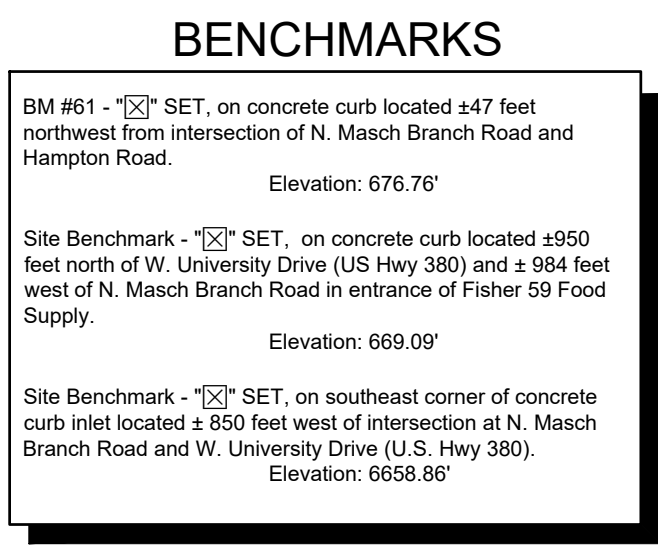 BENCHMARKS
BM #61 - "☒" SET, on concrete curb located ±47 feet
northwest from intersection of N. Masch Branch Road and
Hampton Road.
Elevation: 676.76'
Site Benchmark - "☒" SET, on concrete curb located ±950
feet north of W. University Drive (US Hwy 380) and ± 984 feet
west of N. Masch Branch Road in entrance of Fisher 59 Food
Supply.
Elevation: 669.09'
Site Benchmark - "☒" SET, on southeast corner of concrete
curb inlet located ± 850 feet west of intersection at N. Masch
Branch Road and W. University Drive (U.S. Hwy 380).
Elevation: 6658.86'